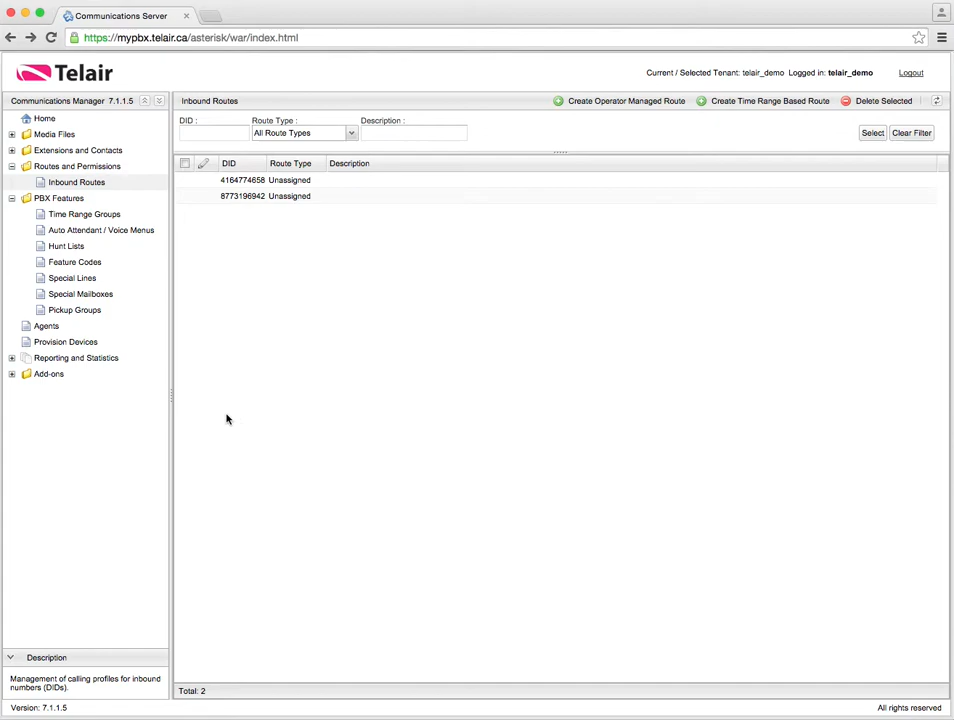 Communications Server
https://mypbx.telair.ca/asterisk/war/index.html
Telair
Current / Selected Tenant: telair_demo Logged in: telair_demo Logout
Communications Manager 7.1.1.5
Home
Media Files
Extensions and Contacts
Routes and Permissions
Inbound Routes
PBX Features
Time Range Groups
Auto Attendant / Voice Menus
Hunt Lists
Feature Codes
Special Lines
Special Mailboxes
Pickup Groups
Agents
Provision Devices
Reporting and Statistics
Add-ons
Description
Management of calling profiles for inbound
numbers (DIDs).
Inbound Routes Create Operator Managed Route Create Time Range Based Route Delete Selected
DID : Route Type : Description :
All Route Types Select Clear Filter
DID Route Type Description
4164774658 Unassigned
8773196942 Unassigned
Total: 2
Version: 7.1.1.5 All rights reserved